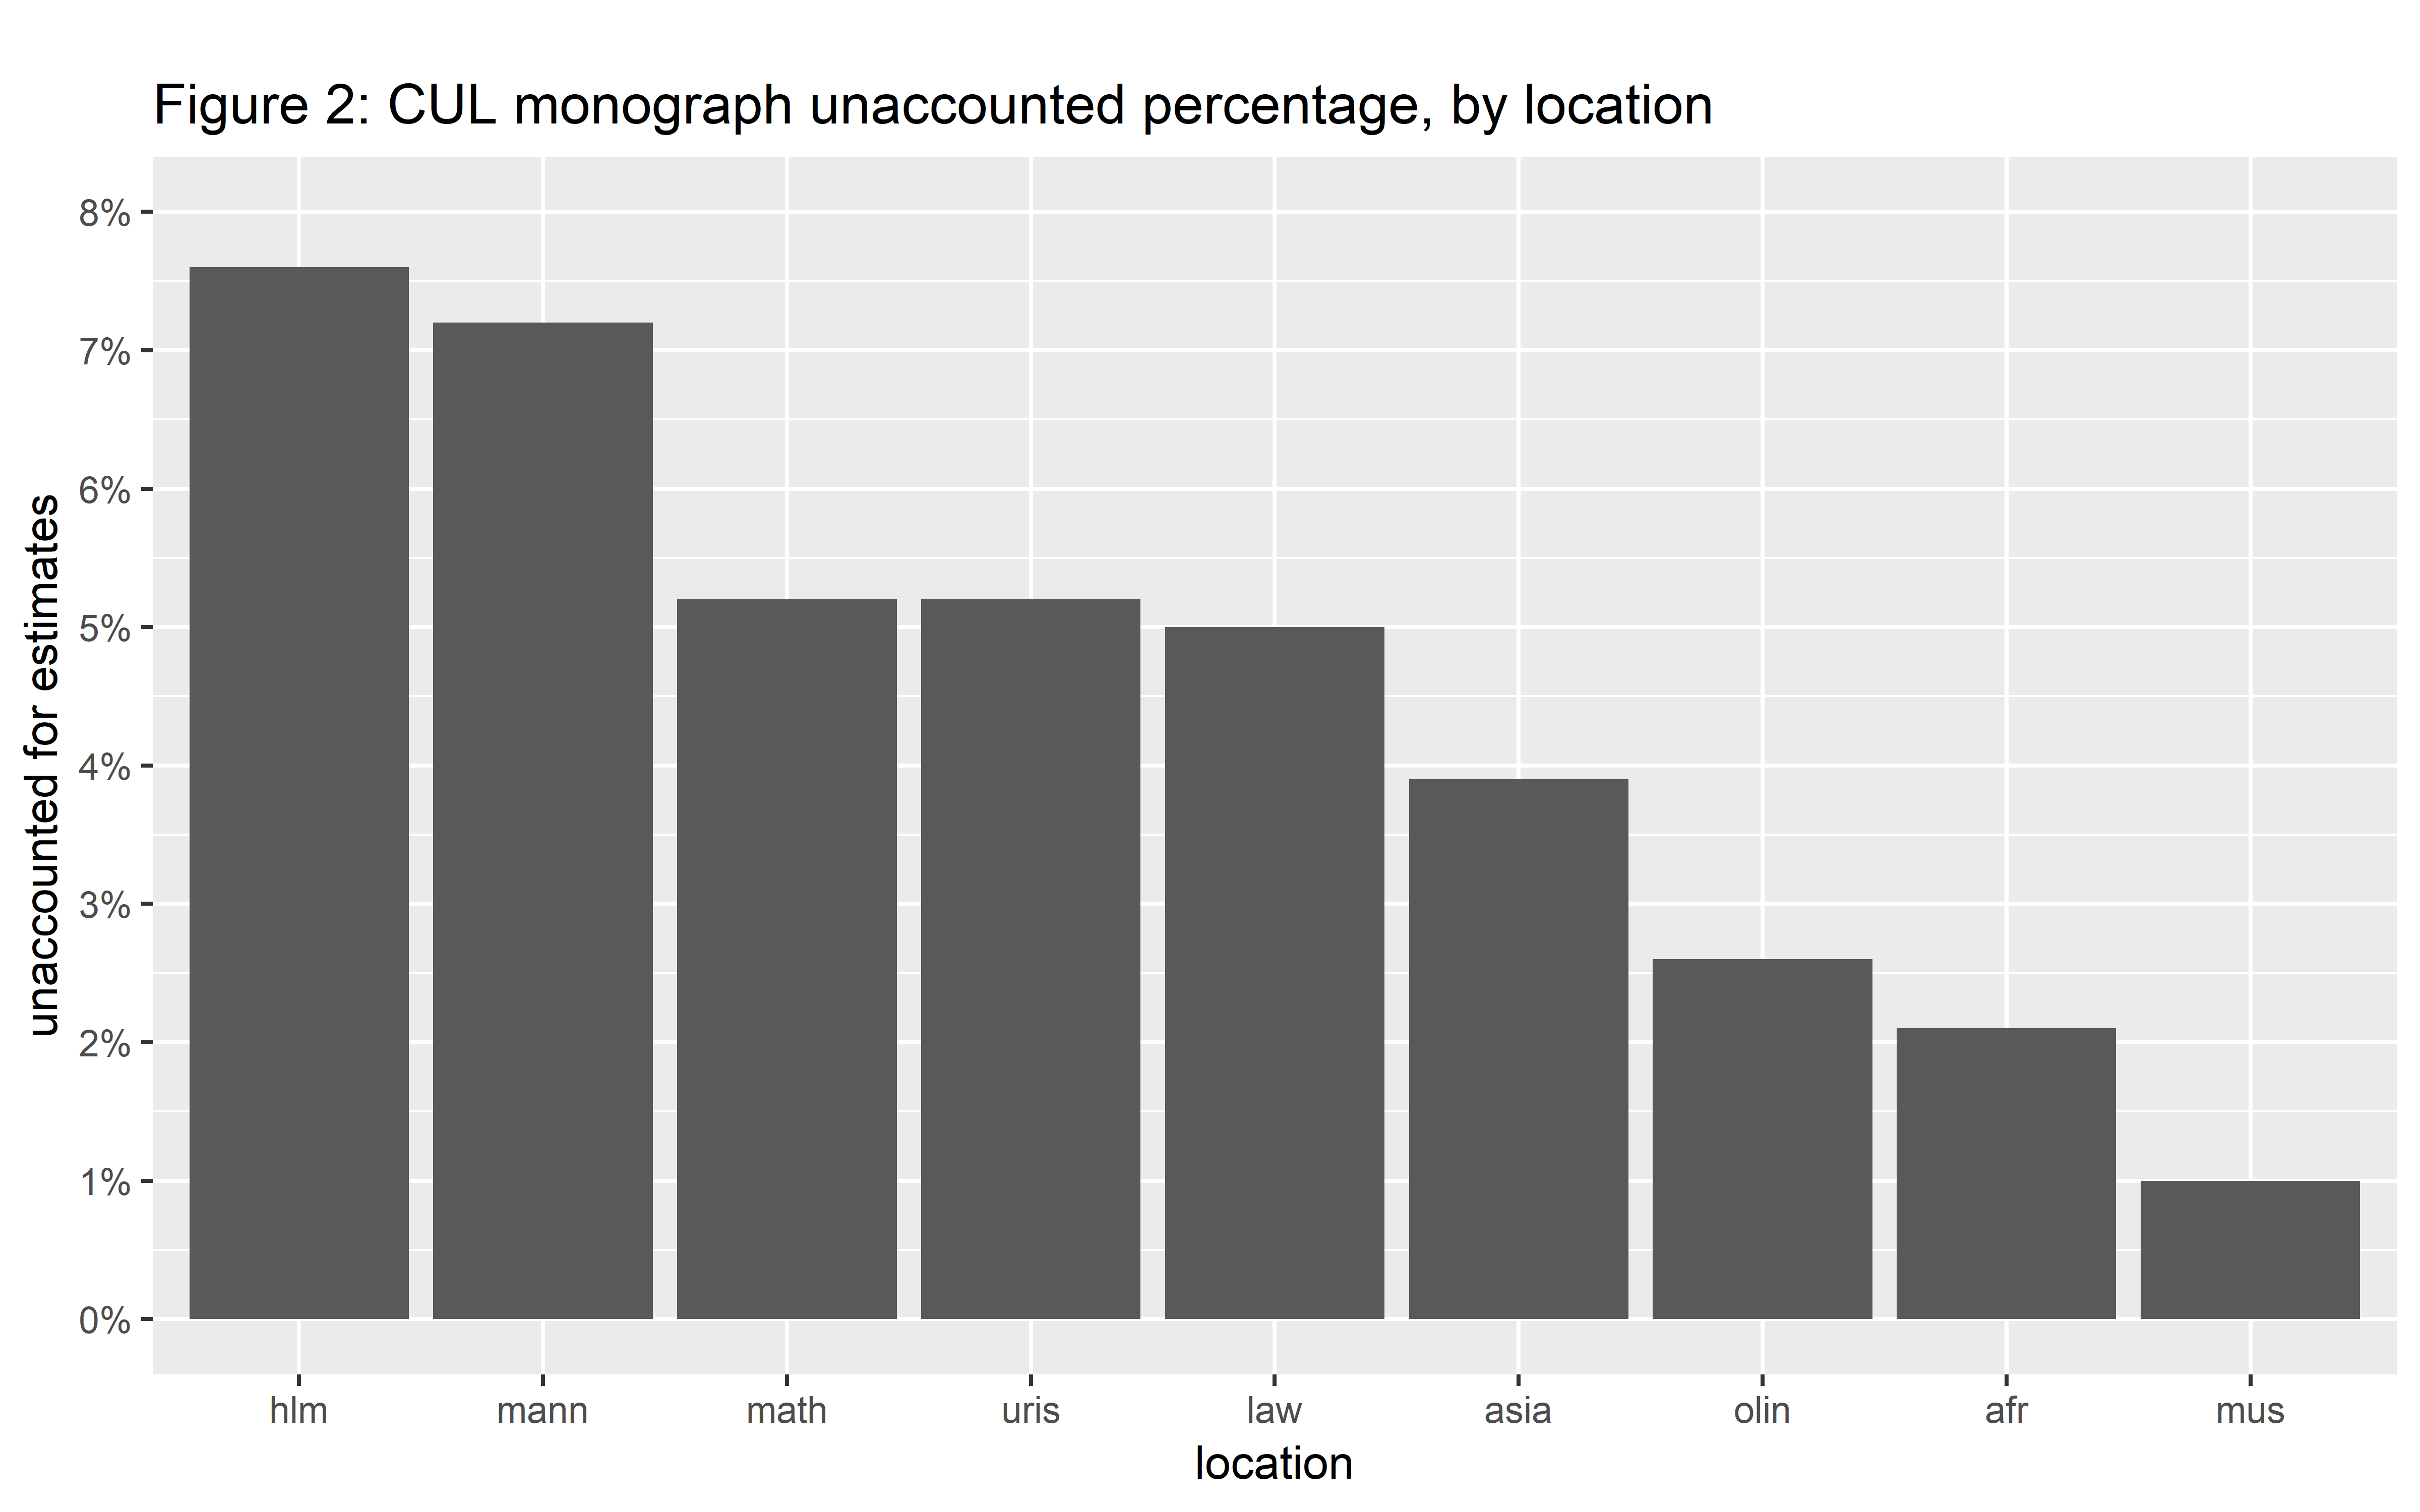 Figure 2: CUL monograph unaccounted percentage, by location
unaccounted for estimates
8%
7%
6%
5%
4%
3%
2%
1%
0%
hlm mann math uris law asia olin afr mus
location